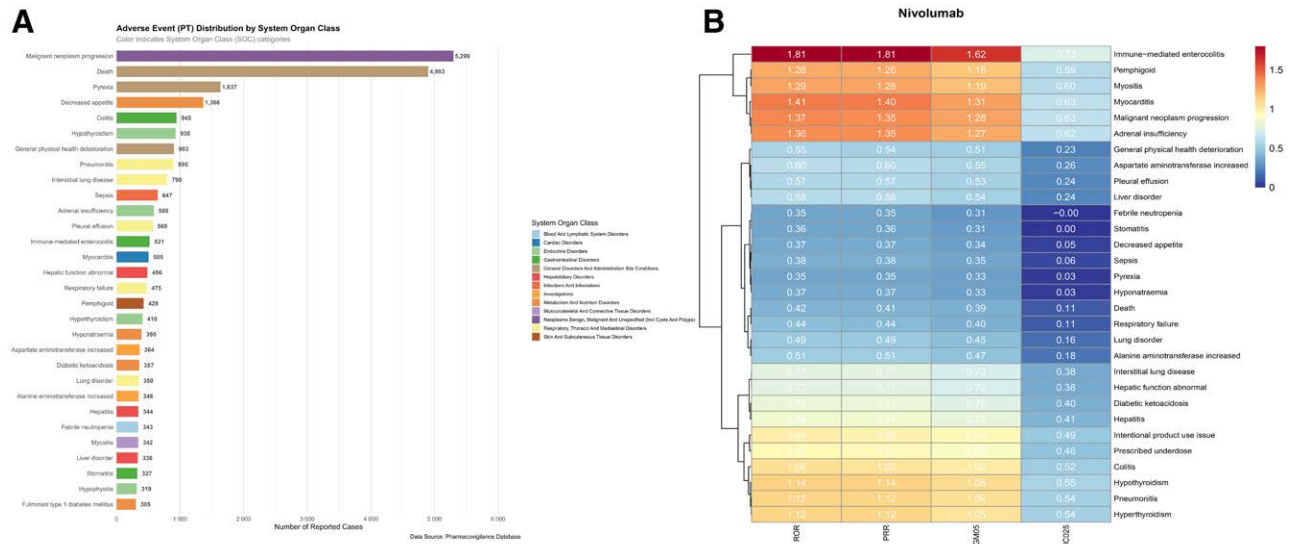 A
Adverse Event (PT) Distribution by System Organ Class
Color indicates System Organ Class (SOC) categories
Malignant neoplasm progression 5,299
Death 4,903
Pyrexia 1,637
Decreased appetite 1,366
Colitis 945
Hypothyroidism 930
General physical health deterioration 903
Pneumonitis 895
Interstitial lung disease 798
Sepsis 647
Adrenal insufficiency 588
Pleural effusion 569
Immune-mediated enterocolitis 521
Myocarditis 505
Hepatic function abnormal 486
Respiratory failure 475
Pemphigoid 428
Hyperthyroidism 410
Hyponatraemia 395
Aspartate aminotransferase increased 364
Diabetic ketoacidosis 357
Lung disorder 350
Alanine aminotransferase increased 346
Hepatitis 344
Febrile neutropenia 343
Myositis 342
Liver disorder 336
Stomatitis 327
Hypophysitis 319
Fulminant type 1 diabetes mellitus 305
0 1 000 2 000 3 000 4 000 5 000 6 000
Number of Reported Cases
Data Source: Pharmacovigilance Database
System Organ Class
Blood And Lymphatic System Disorders
Cardiac Disorders
Endocrine Disorders
Gastrointestinal Disorders
General Disorders And Administration Site Conditions
Hepatobiliary Disorders
Infections And Infestations
Investigations
Metabolism And Nutrition Disorders
Musculoskeletal And Connective Tissue Disorders
Neoplasms Benign, Malignant And Unspecified (Incl Cysts And Polyps)
Respiratory, Thoracic And Mediastinal Disorders
Skin And Subcutaneous Tissue Disorders
B
Nivolumab
1.81 1.81 1.62 0.73 Immune-mediated enterocolitis
1.26 1.26 1.16 0.59 Pemphigoid
1.29 1.28 1.19 0.60 Myositis
1.41 1.40 1.31 0.63 Myocarditis
1.37 1.35 1.28 0.63 Malignant neoplasm progression
1.36 1.35 1.27 0.62 Adrenal insufficiency
0.55 0.54 0.51 0.23 General physical health deterioration
0.60 0.60 0.55 0.26 Aspartate aminotransferase increased
0.57 0.57 0.53 0.24 Pleural effusion
0.58 0.58 0.54 0.24 Liver disorder
0.35 0.35 0.31 −0.00 Febrile neutropenia
0.36 0.36 0.31 0.00 Stomatitis
0.37 0.37 0.34 0.05 Decreased appetite
0.38 0.38 0.35 0.06 Sepsis
0.35 0.35 0.33 0.03 Pyrexia
0.37 0.37 0.33 0.03 Hyponatraemia
0.42 0.41 0.39 0.11 Death
0.44 0.44 0.40 0.11 Respiratory failure
0.49 0.49 0.45 0.16 Lung disorder
0.51 0.51 0.47 0.18 Alanine aminotransferase increased
0.77 0.77 0.73 0.38 Interstitial lung disease
0.72 0.38 Hepatic function abnormal
0.40 Diabetic ketoacidosis
0.41 Hepatitis
0.49 Intentional product use issue
0.46 Prescribed underdose
0.52 Colitis
1.14 1.14 1.08 0.55 Hypothyroidism
1.12 1.12 1.06 0.54 Pneumonitis
1.12 1.12 1.05 0.54 Hyperthyroidism
ROR PRR
1.5
1
0.5
0